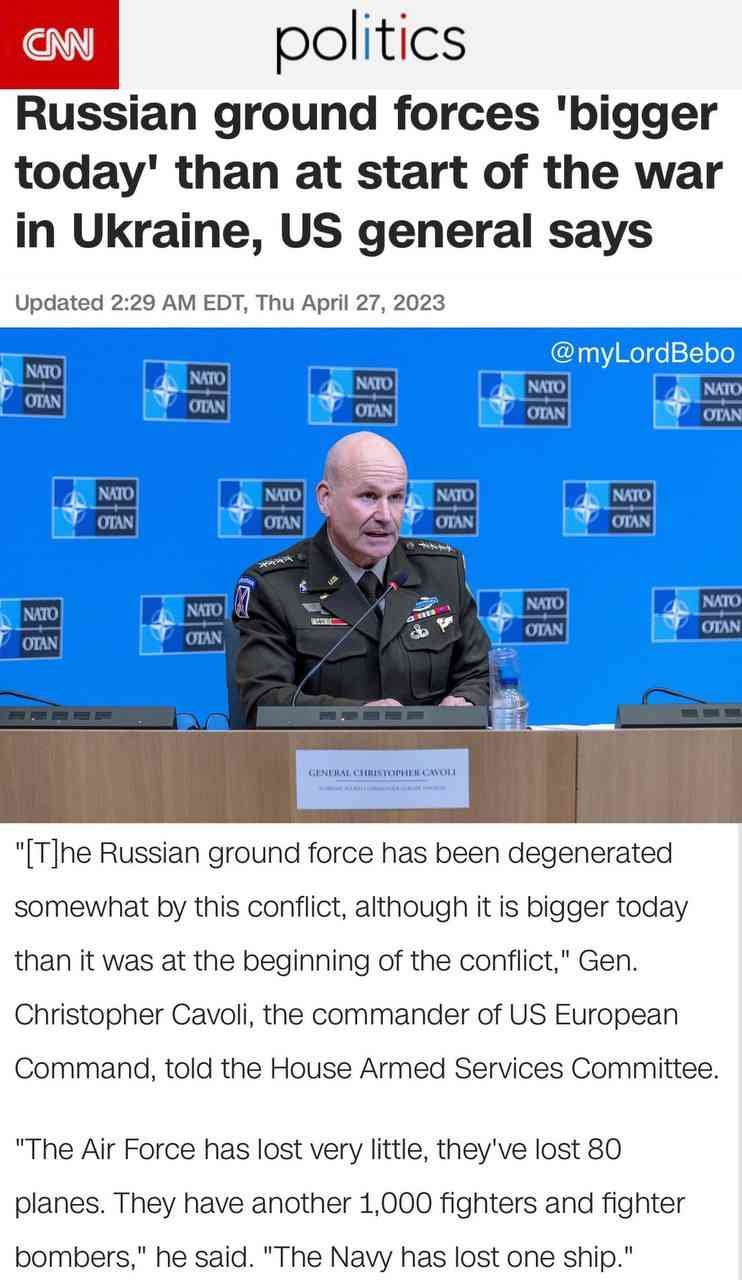 CNN
politics
Russian ground forces 'bigger
today' than at start of the war
in Ukraine, US general says
Updated 2:29 AM EDT, Thu April 27, 2023
@myLordBebo
NATO
OTAN
NATO
OTAN
NATO
OTAN
NATO
OTAN
NATO
OTAN
NATO
OTAN
NATO
OTAN
NATO
OTAN
NATO
OTAN
NATO
OTAN
NATO
OTAN
NATO
OTAN
NATO
OTAN
GENERAL CHRISTOPHER CAVOLI
"[T]he Russian ground force has been degenerated
somewhat by this conflict, although it is bigger today
than it was at the beginning of the conflict," Gen.
Christopher Cavoli, the commander of US European
Command, told the House Armed Services Committee.
"The Air Force has lost very little, they've lost 80
planes. They have another 1,000 fighters and fighter
bombers," he said. "The Navy has lost one ship."